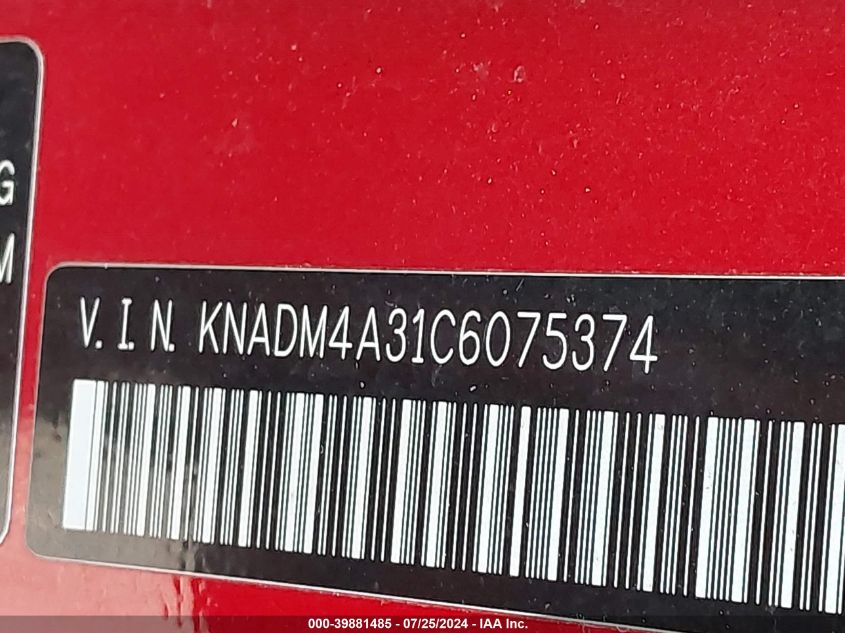 G
M
V. I. N. KNADM4A31C6075374
000-39881485 - 07/25/2024 - IAA Inc.